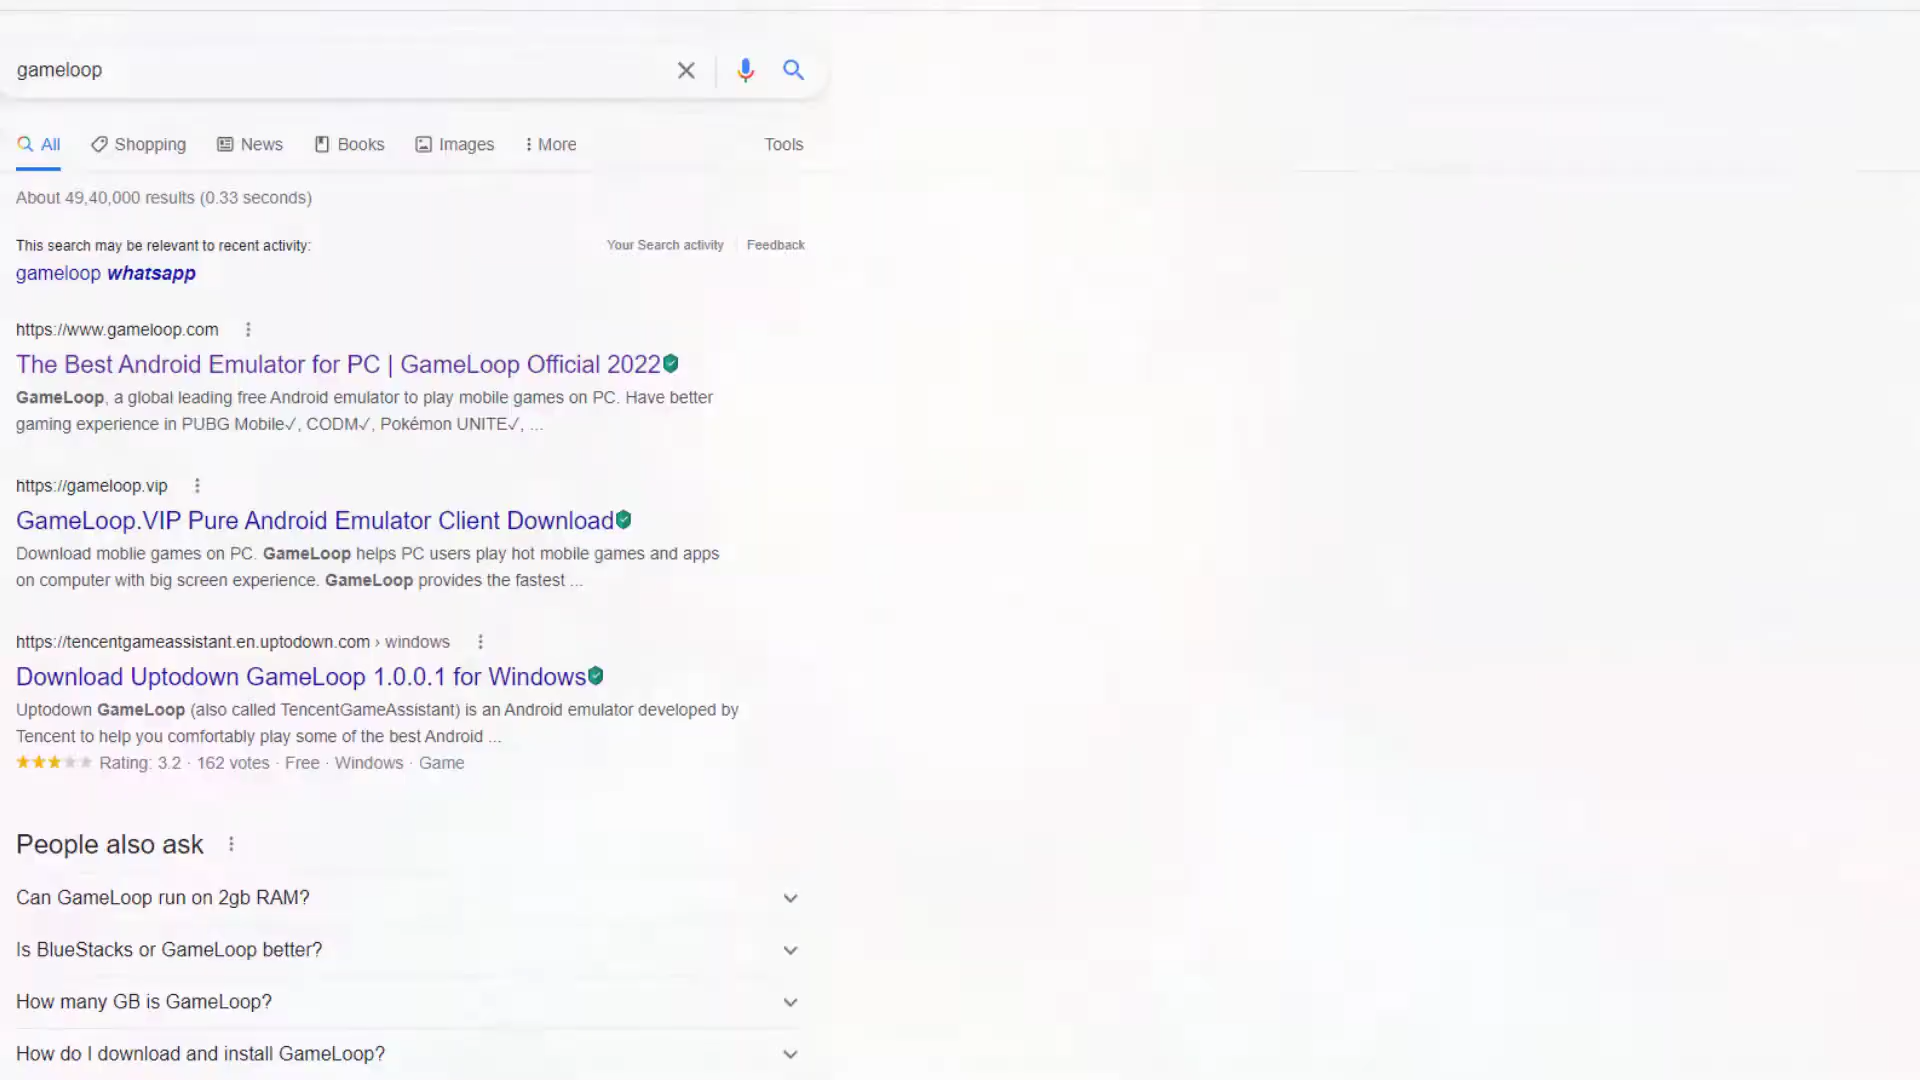 gameloop
All Shopping News Books Images More Tools
About 49,40,000 results (0.33 seconds)
This search may be relevant to recent activity: Your Search activity Feedback
gameloop whatsapp
https://www.gameloop.com
The Best Android Emulator for PC | GameLoop Official 2022
GameLoop, a global leading free Android emulator to play mobile games on PC. Have better
gaming experience in PUBG Mobile✓, CODM✓, Pokémon UNITE✓, ...
https://gameloop.vip
GameLoop.VIP Pure Android Emulator Client Download
Download moblie games on PC. GameLoop helps PC users play hot mobile games and apps
on computer with big screen experience. GameLoop provides the fastest ...
https://tencentgameassistant.en.uptodown.com › windows
Download Uptodown GameLoop 1.0.0.1 for Windows
Uptodown GameLoop (also called TencentGameAssistant) is an Android emulator developed by
Tencent to help you comfortably play some of the best Android ...
Rating: 3.2 · 162 votes · Free · Windows · Game
People also ask
Can GameLoop run on 2gb RAM?
Is BlueStacks or GameLoop better?
How many GB is GameLoop?
How do I download and install GameLoop?